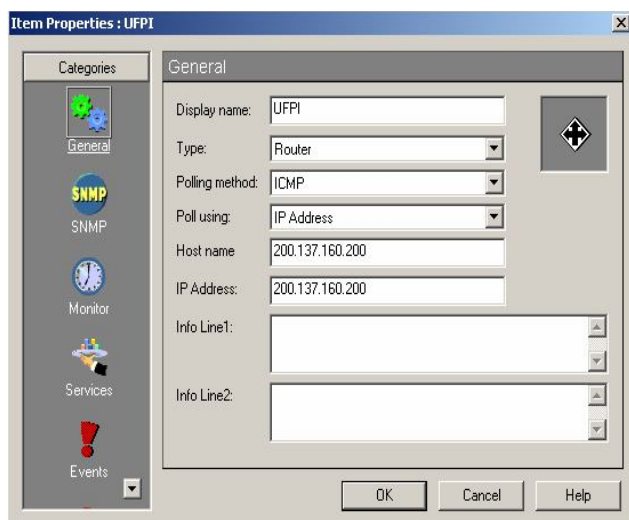 Item Properties : UFPI
Categories
General
SNMP
SNMP
Monitor
Services
Events
General
Display name: UFPI
Type: Router
Polling method: ICMP
Poll using: IP Address
Host name 200.137.160.200
IP Address: 200.137.160.200
Info Line1:
Info Line2:
OK Cancel Help